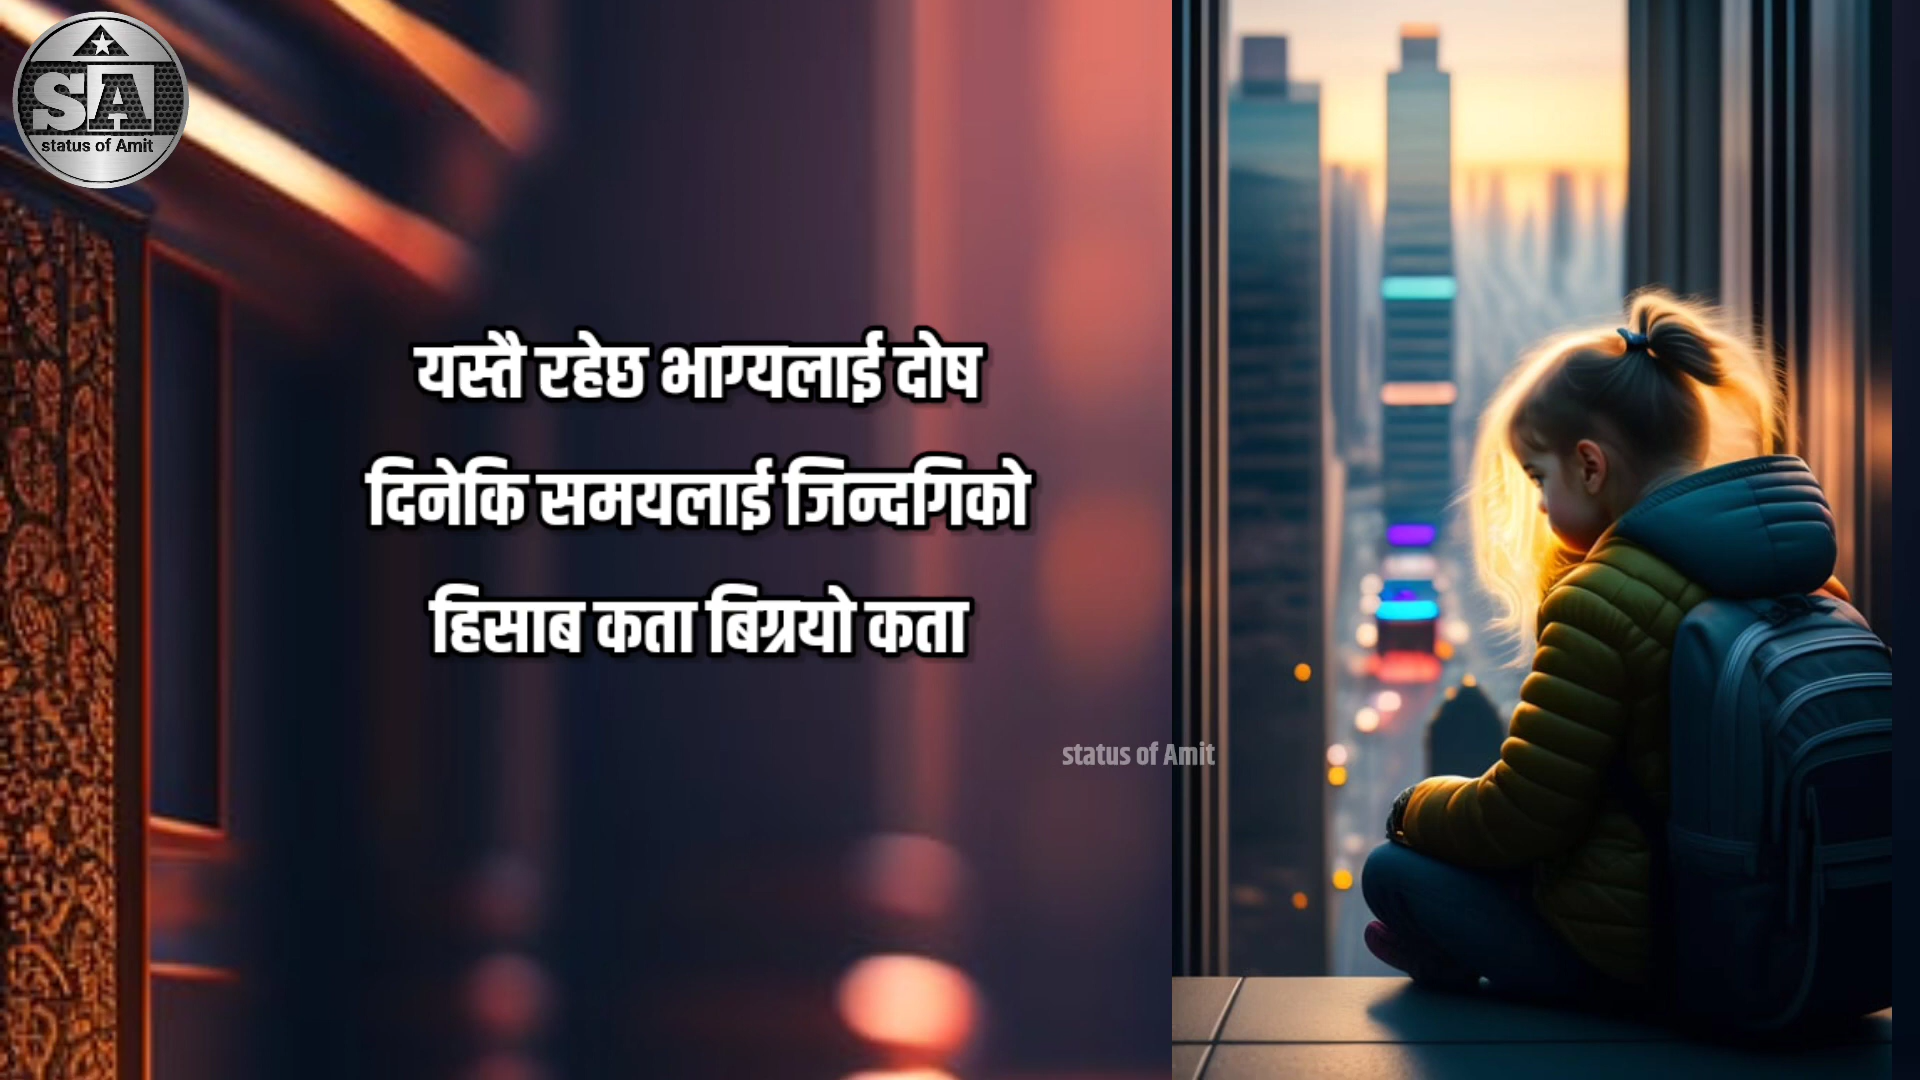 SA
status of Amit
यस्तै रहेछ भाग्यलाई दोष
दिनेकि समयलाई जिन्दगिको
हिसाब कता बिग्रयो कता
status of Amit